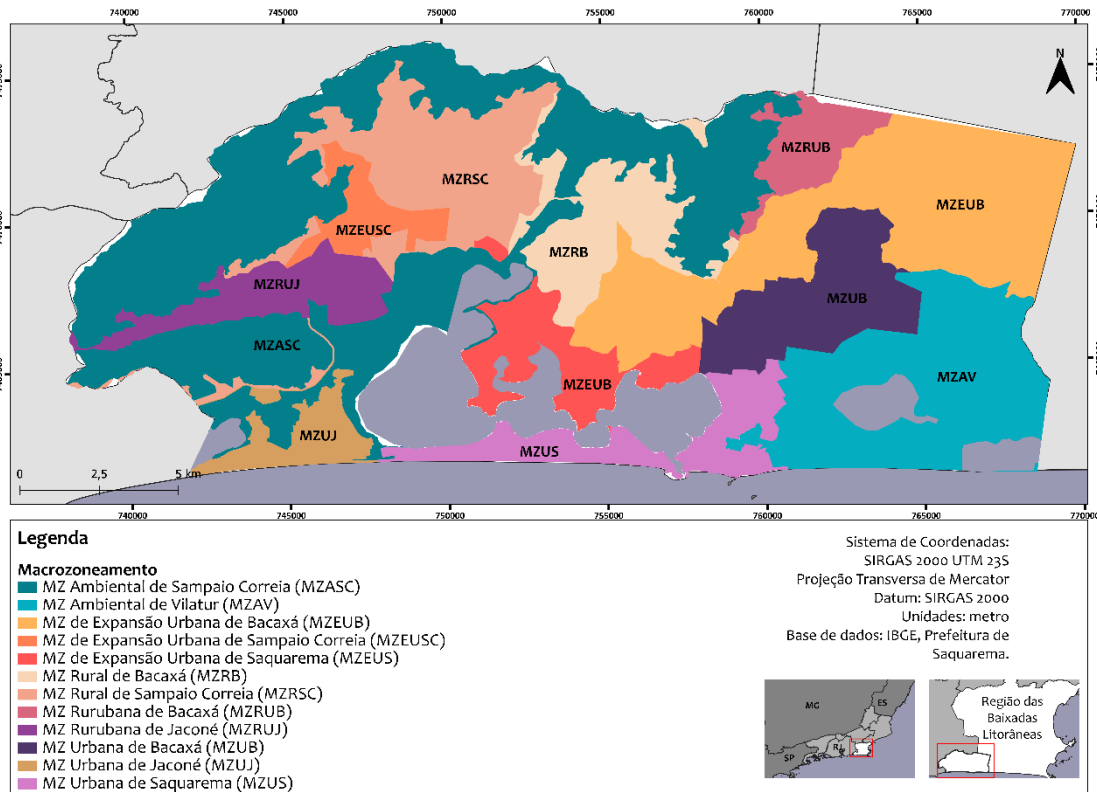 740000 745000 750000 755000 760000 765000 770000
N
MZRUB
MZRSC
MZEUB
MZEUSC
MZRB
MZRUJ
MZUB
MZASC
MZAV
MZEUB
MZUJ
MZUS
0 2,5 5 km
740000 745000 750000 755000 760000 765000 770000
Legenda
Macrozoneamento
MZ Ambiental de Sampaio Correia (MZASC)
MZ Ambiental de Vilatur (MZAV)
MZ de Expansão Urbana de Bacaxá (MZEUB)
MZ de Expansão Urbana de Sampaio Correia (MZEUSC)
MZ de Expansão Urbana de Saquarema (MZEUS)
MZ Rural de Bacaxá (MZRB)
MZ Rural de Sampaio Correia (MZRSC)
MZ Rurubana de Bacaxá (MZRUB)
MZ Rurubana de Jaconé (MZRUJ)
MZ Urbana de Bacaxá (MZUB)
MZ Urbana de Jaconé (MZUJ)
MZ Urbana de Saquarema (MZUS)
Sistema de Coordenadas:
SIRGAS 2000 UTM 23S
Projeção Transversa de Mercator
Datum: SIRGAS 2000
Unidades: metro
Base de dados: IBGE, Prefeitura de
Saquarema.
MG
ES
RJ
SP
Região das
Baixadas
Litorâneas